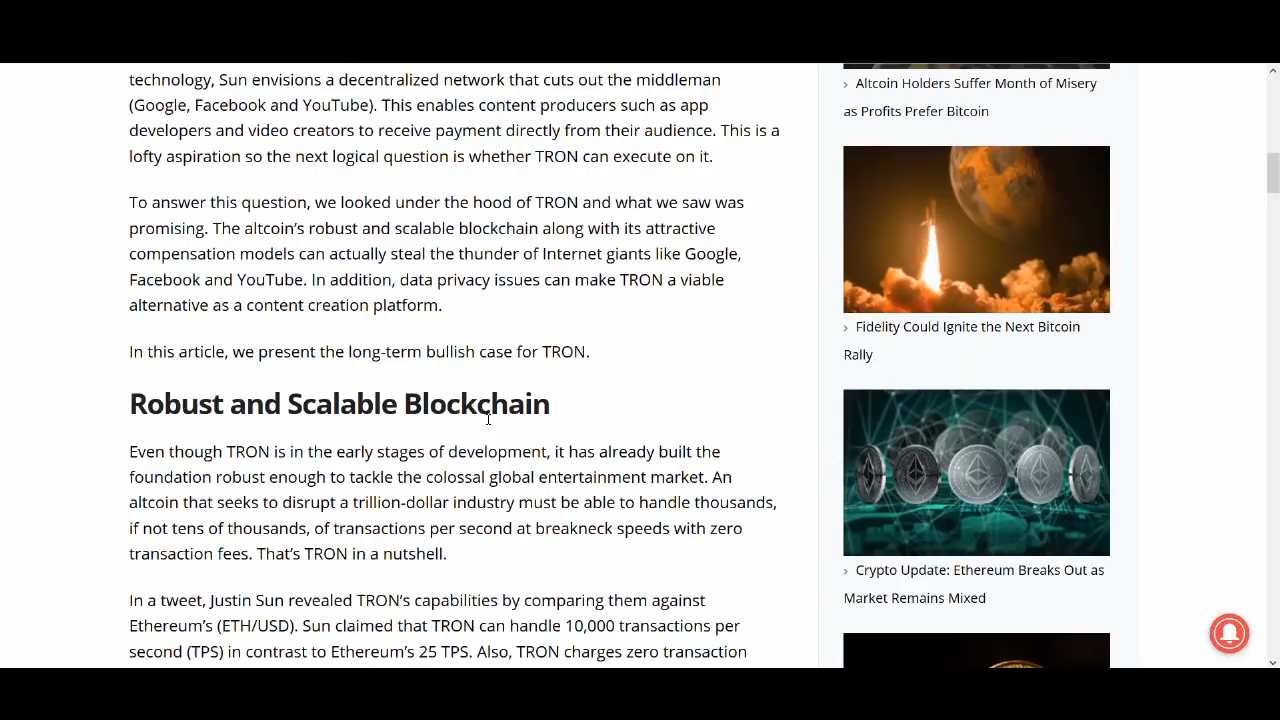 technology, Sun envisions a decentralized network that cuts out the middleman
(Google, Facebook and YouTube). This enables content producers such as app
developers and video creators to receive payment directly from their audience. This is a
lofty aspiration so the next logical question is whether TRON can execute on it.
To answer this question, we looked under the hood of TRON and what we saw was
promising. The altcoin's robust and scalable blockchain along with its attractive
compensation models can actually steal the thunder of Internet giants like Google,
Facebook and YouTube. In addition, data privacy issues can make TRON a viable
alternative as a content creation platform.
In this article, we present the long-term bullish case for TRON.
Robust and Scalable Blockchain
Even though TRON is in the early stages of development, it has already built the
foundation robust enough to tackle the colossal global entertainment market. An
altcoin that seeks to disrupt a trillion-dollar industry must be able to handle thousands,
if not tens of thousands, of transactions per second at breakneck speeds with zero
transaction fees. That's TRON in a nutshell.
In a tweet, Justin Sun revealed TRON's capabilities by comparing them against
Ethereum's (ETH/USD). Sun claimed that TRON can handle 10,000 transactions per
second (TPS) in contrast to Ethereum's 25 TPS. Also, TRON charges zero transaction
Altcoin Holders Suffer Month of Misery
as Profits Prefer Bitcoin
Fidelity Could Ignite the Next Bitcoin
Rally
Crypto Update: Ethereum Breaks Out as
Market Remains Mixed